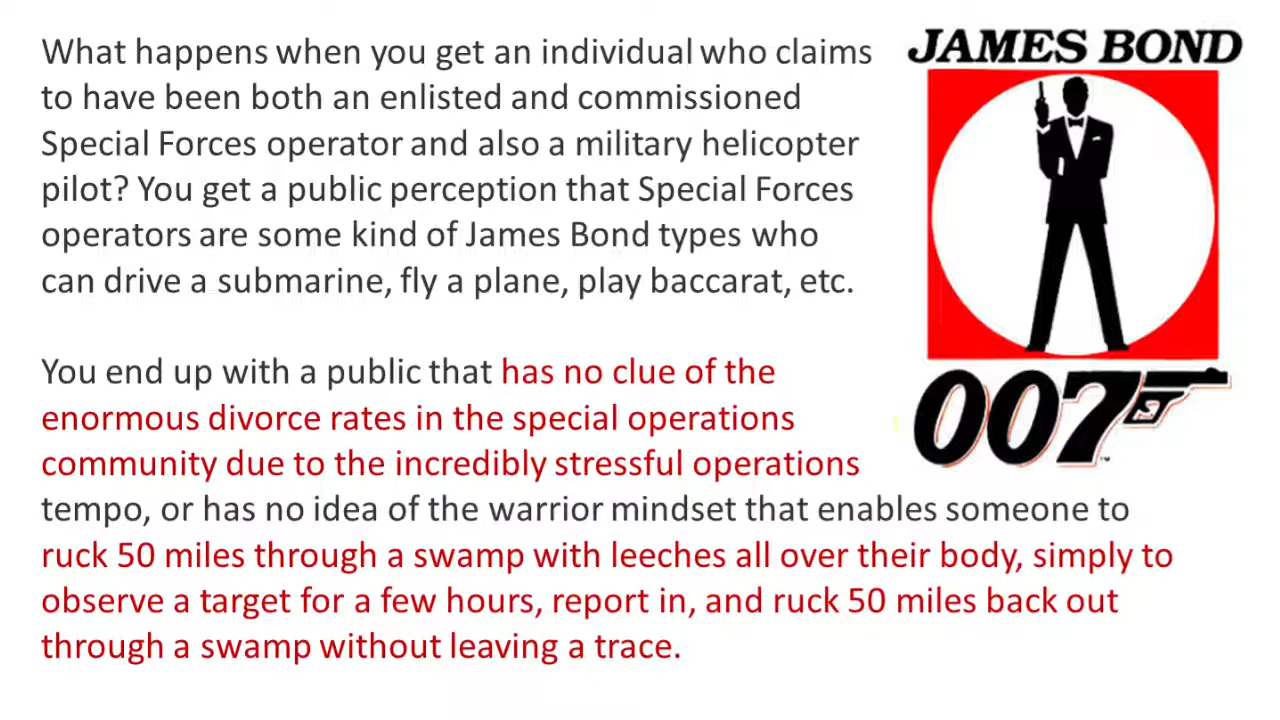 What happens when you get an individual who claims
to have been both an enlisted and commissioned
Special Forces operator and also a military helicopter
pilot? You get a public perception that Special Forces
operators are some kind of James Bond types who
can drive a submarine, fly a plane, play baccarat, etc.
You end up with a public that has no clue of the
enormous divorce rates in the special operations
community due to the incredibly stressful operations
tempo, or has no idea of the warrior mindset that enables someone to
ruck 50 miles through a swamp with leeches all over their body, simply to
observe a target for a few hours, report in, and ruck 50 miles back out
through a swamp without leaving a trace.
JAMES BOND
007
TM